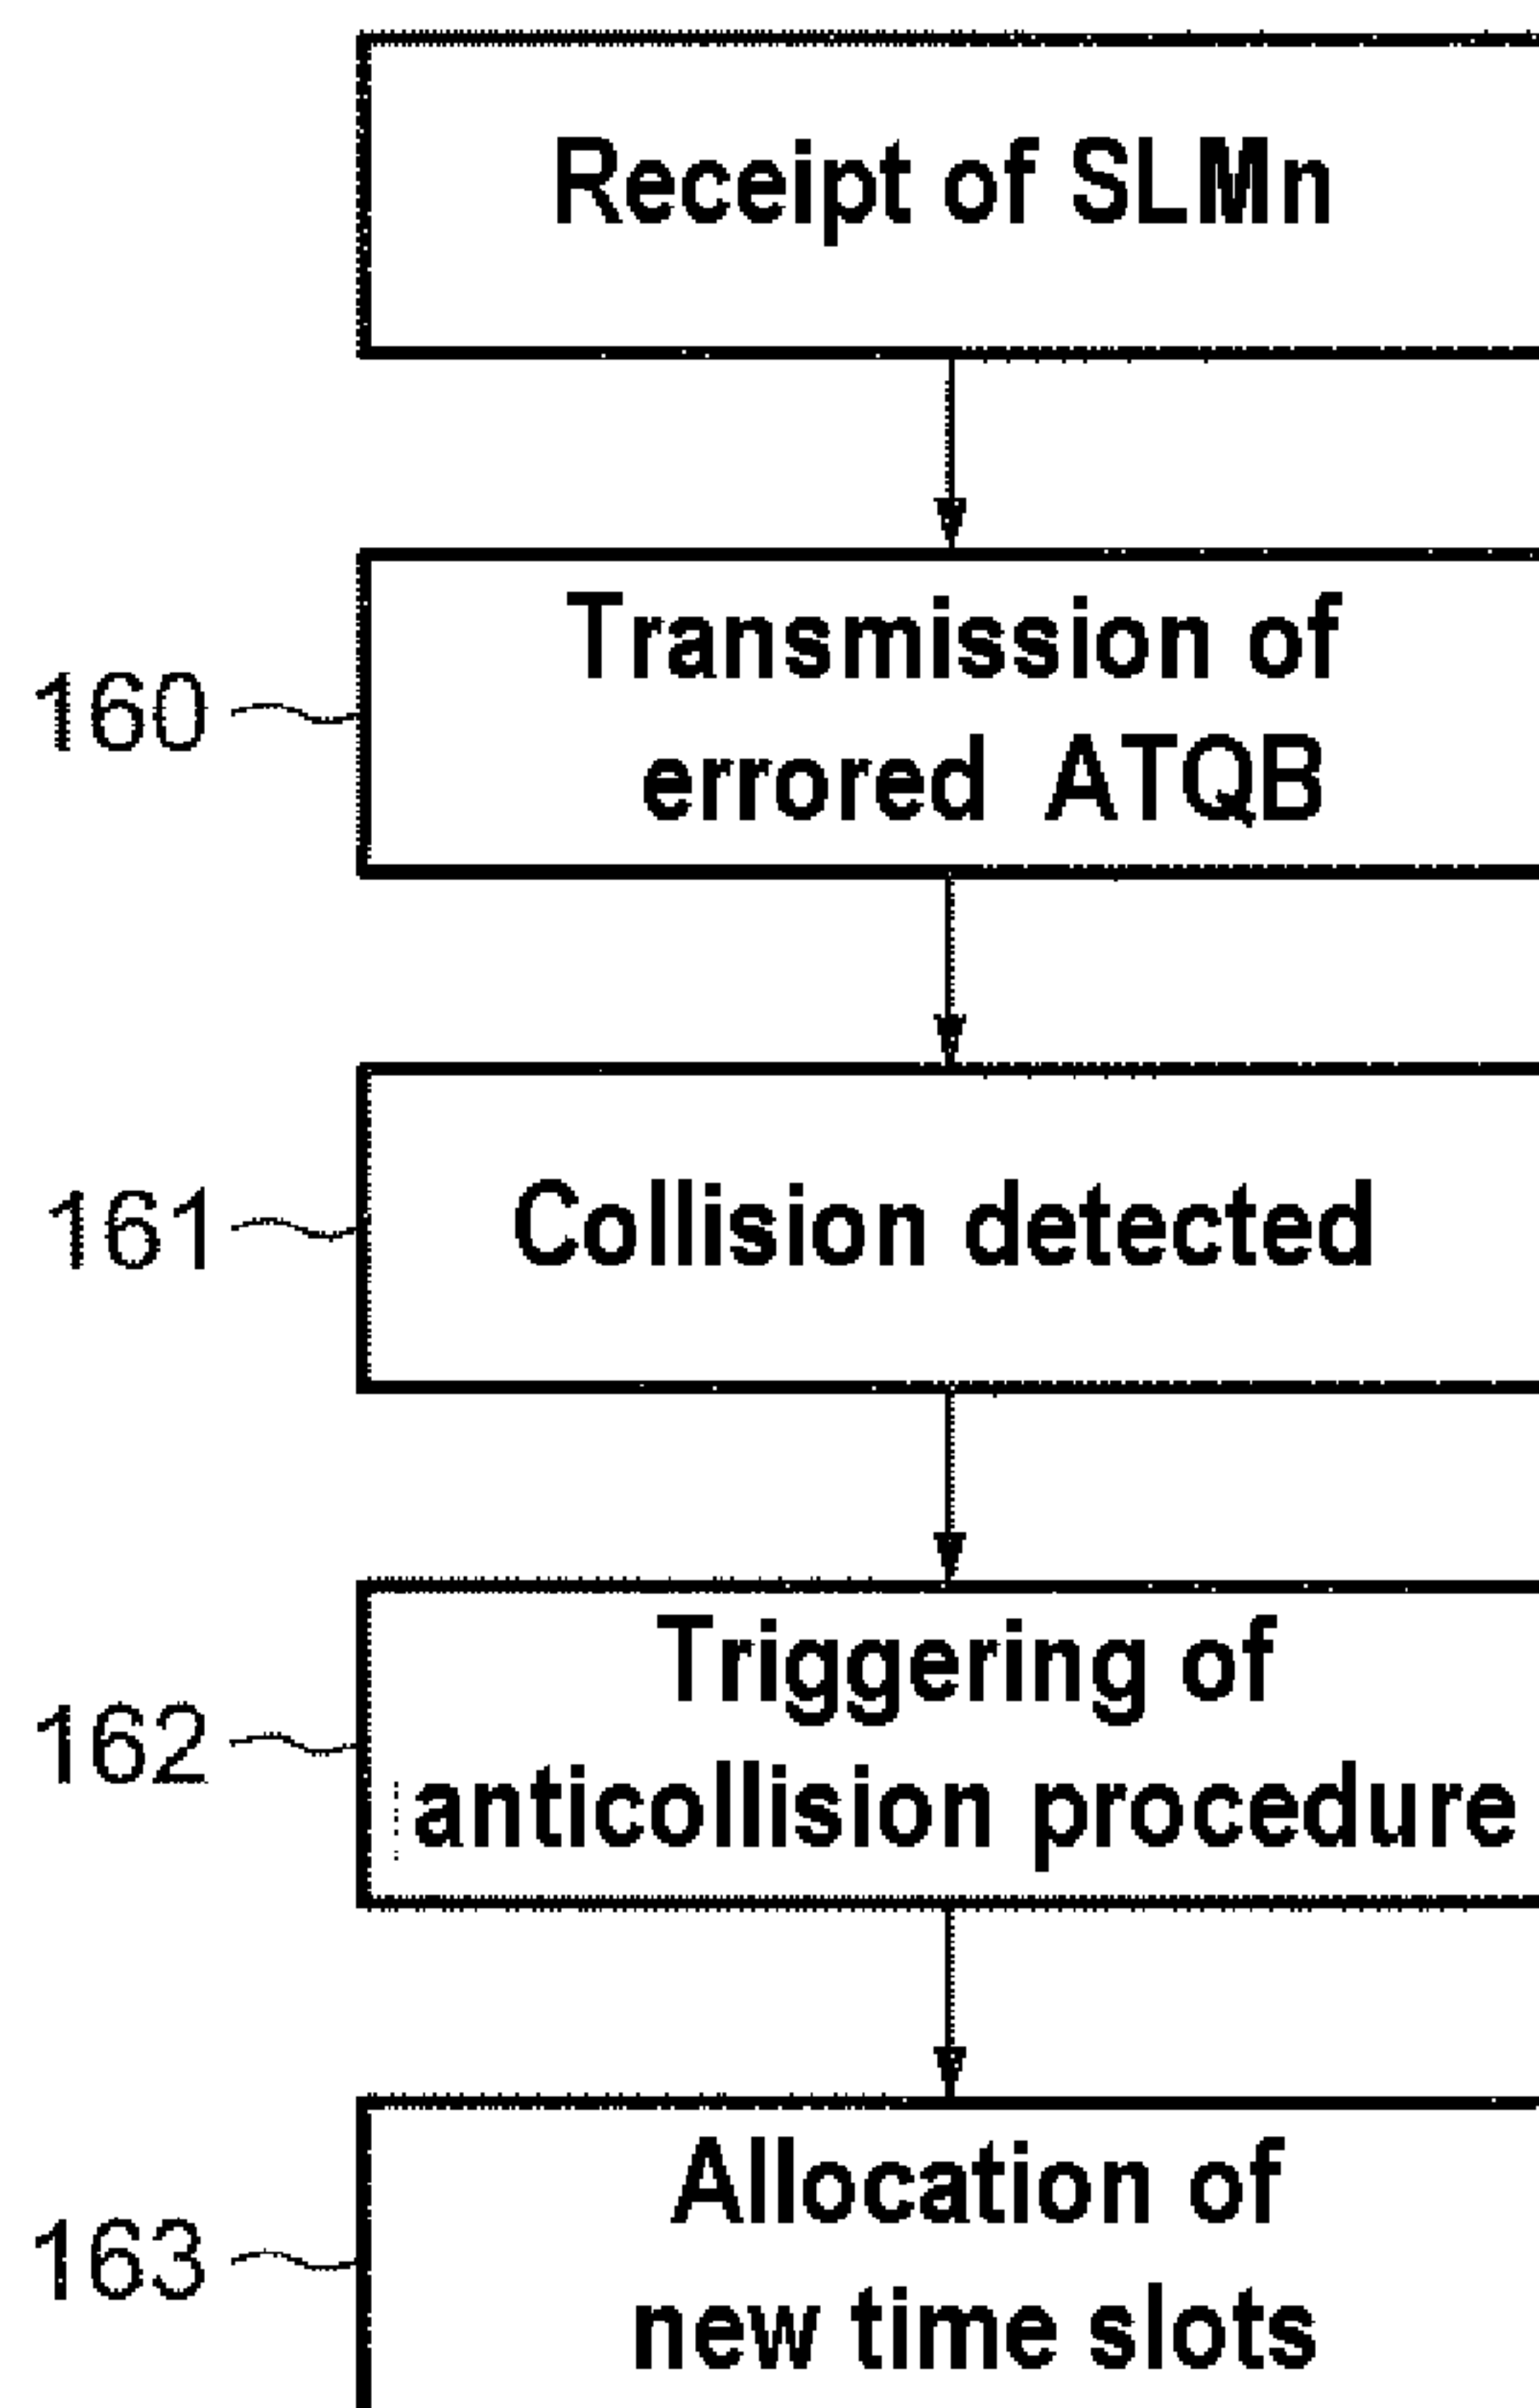 Receipt of SLMn
160
Transmission of
errored ATQB
161
Collision detected
162
Triggering of
anticollision procedure
163
Allocation of
new time slots